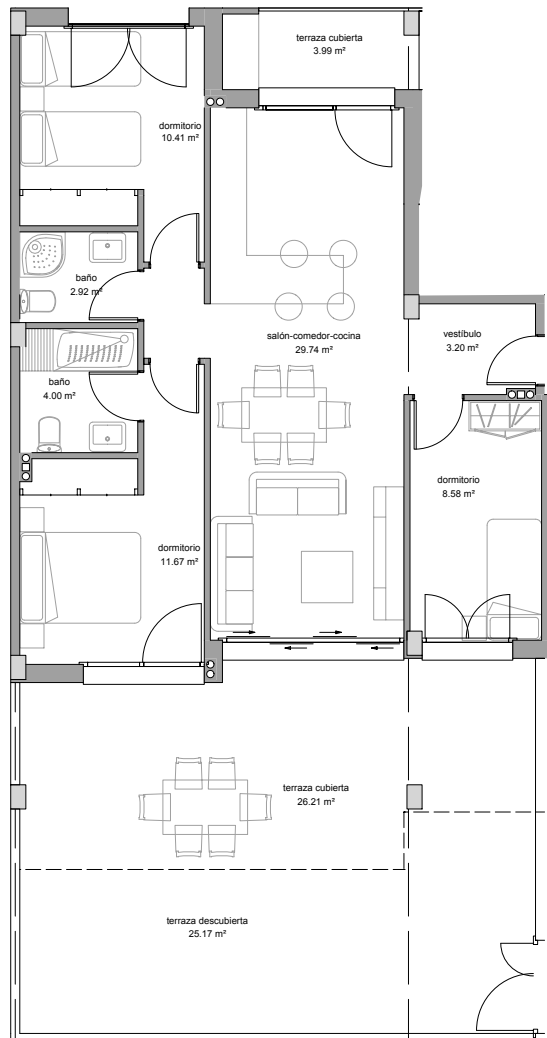 terraza cubierta
3.99 m²
dormitorio
10.41 m²
baño
2.92 m²
salón-comedor-cocina
29.74 m²
vestíbulo
3.20 m²
baño
4.00 m²
dormitorio
8.58 m²
dormitorio
11.67 m²
terraza cubierta
26.21 m²
terraza descubierta
25.17 m²